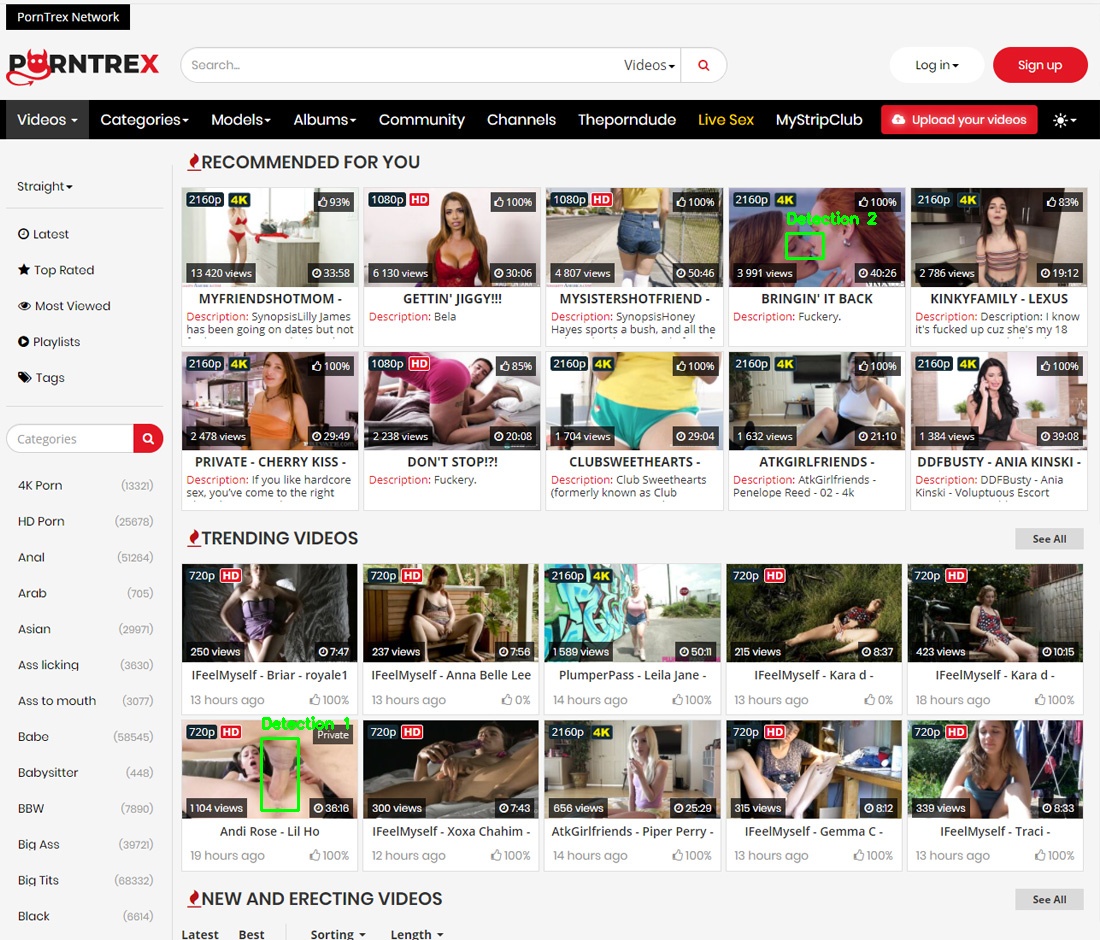 PornTrex Network
PORNTREX
Search...
Videos
Log in
Sign up
Videos
Categories
Models
Albums
Community
Channels
Theporndude
Live Sex
MyStripClub
Upload your videos
RECOMMENDED FOR YOU
Straight
Latest
Top Rated
Most Viewed
Playlists
Tags
Categories
4K Porn (13321)
HD Porn (25678)
Anal (51264)
Arab (705)
Asian (29971)
Ass licking (3630)
Ass to mouth (3077)
Babe (58545)
Babysitter (448)
BBW (7890)
Big Ass (39721)
Big Tits (68332)
Black (6614)
2160p 4K 93%
13 420 views 33:58
MYFRIENDSHOTMOM -
Description: SynopsisLilly James
has been going on dates but not
1080p HD 100%
6 130 views 30:06
GETTIN' JIGGY!!!
Description: Bela
1080p HD 100%
4 807 views 50:46
MYSISTERSHOTFRIEND -
Description: SynopsisHoney
Hayes sports a bush, and all the
2160p 4K 100%
Detection 2
3 991 views 40:26
BRINGIN' IT BACK
Description: Fuckery.
2160p 4K 83%
2 786 views 19:12
KINKYFAMILY - LEXUS
Description: Description: I know
it's fucked up cuz she's my 18
2160p 4K 100%
2 478 views 29:49
PRIVATE - CHERRY KISS -
Description: If you like hardcore
sex, you've come to the right
1080p HD 85%
2 238 views 20:08
DON'T STOP!?!
Description: Fuckery.
2160p 4K 100%
1 704 views 29:04
CLUBSWEETHEARTS -
Description: Club Sweethearts
(formerly known as Club
2160p 4K 100%
1 632 views 21:10
ATKGIRLFRIENDS -
Description: AtkGirlfriends -
Penelope Reed - 02 - 4k
2160p 4K 100%
1 384 views 39:08
DDFBUSTY - ANIA KINSKI -
Description: DDFBusty - Ania
Kinski - Voluptuous Escort
TRENDING VIDEOS
See All
720p HD
250 views 7:47
IFeelMyself - Briar - royale1
13 hours ago 100%
720p HD
237 views 7:56
IFeelMyself - Anna Belle Lee
13 hours ago 0%
2160p 4K
1 589 views 50:11
PlumperPass - Leila Jane -
14 hours ago 100%
720p HD
215 views 8:37
IFeelMyself - Kara d -
13 hours ago 0%
720p HD
423 views 10:15
IFeelMyself - Kara d -
18 hours ago 100%
Detection 1
720p HD Private
1 104 views 36:16
Andi Rose - Lil Ho
19 hours ago 100%
720p HD
300 views 7:43
IFeelMyself - Xoxa Chahim -
12 hours ago 100%
2160p 4K
656 views 25:29
AtkGirlfriends - Piper Perry -
14 hours ago 100%
720p HD
315 views 8:12
IFeelMyself - Gemma C -
13 hours ago 100%
720p HD
339 views 8:33
IFeelMyself - Traci -
13 hours ago 100%
NEW AND ERECTING VIDEOS
See All
Latest
Best
Sorting
Length